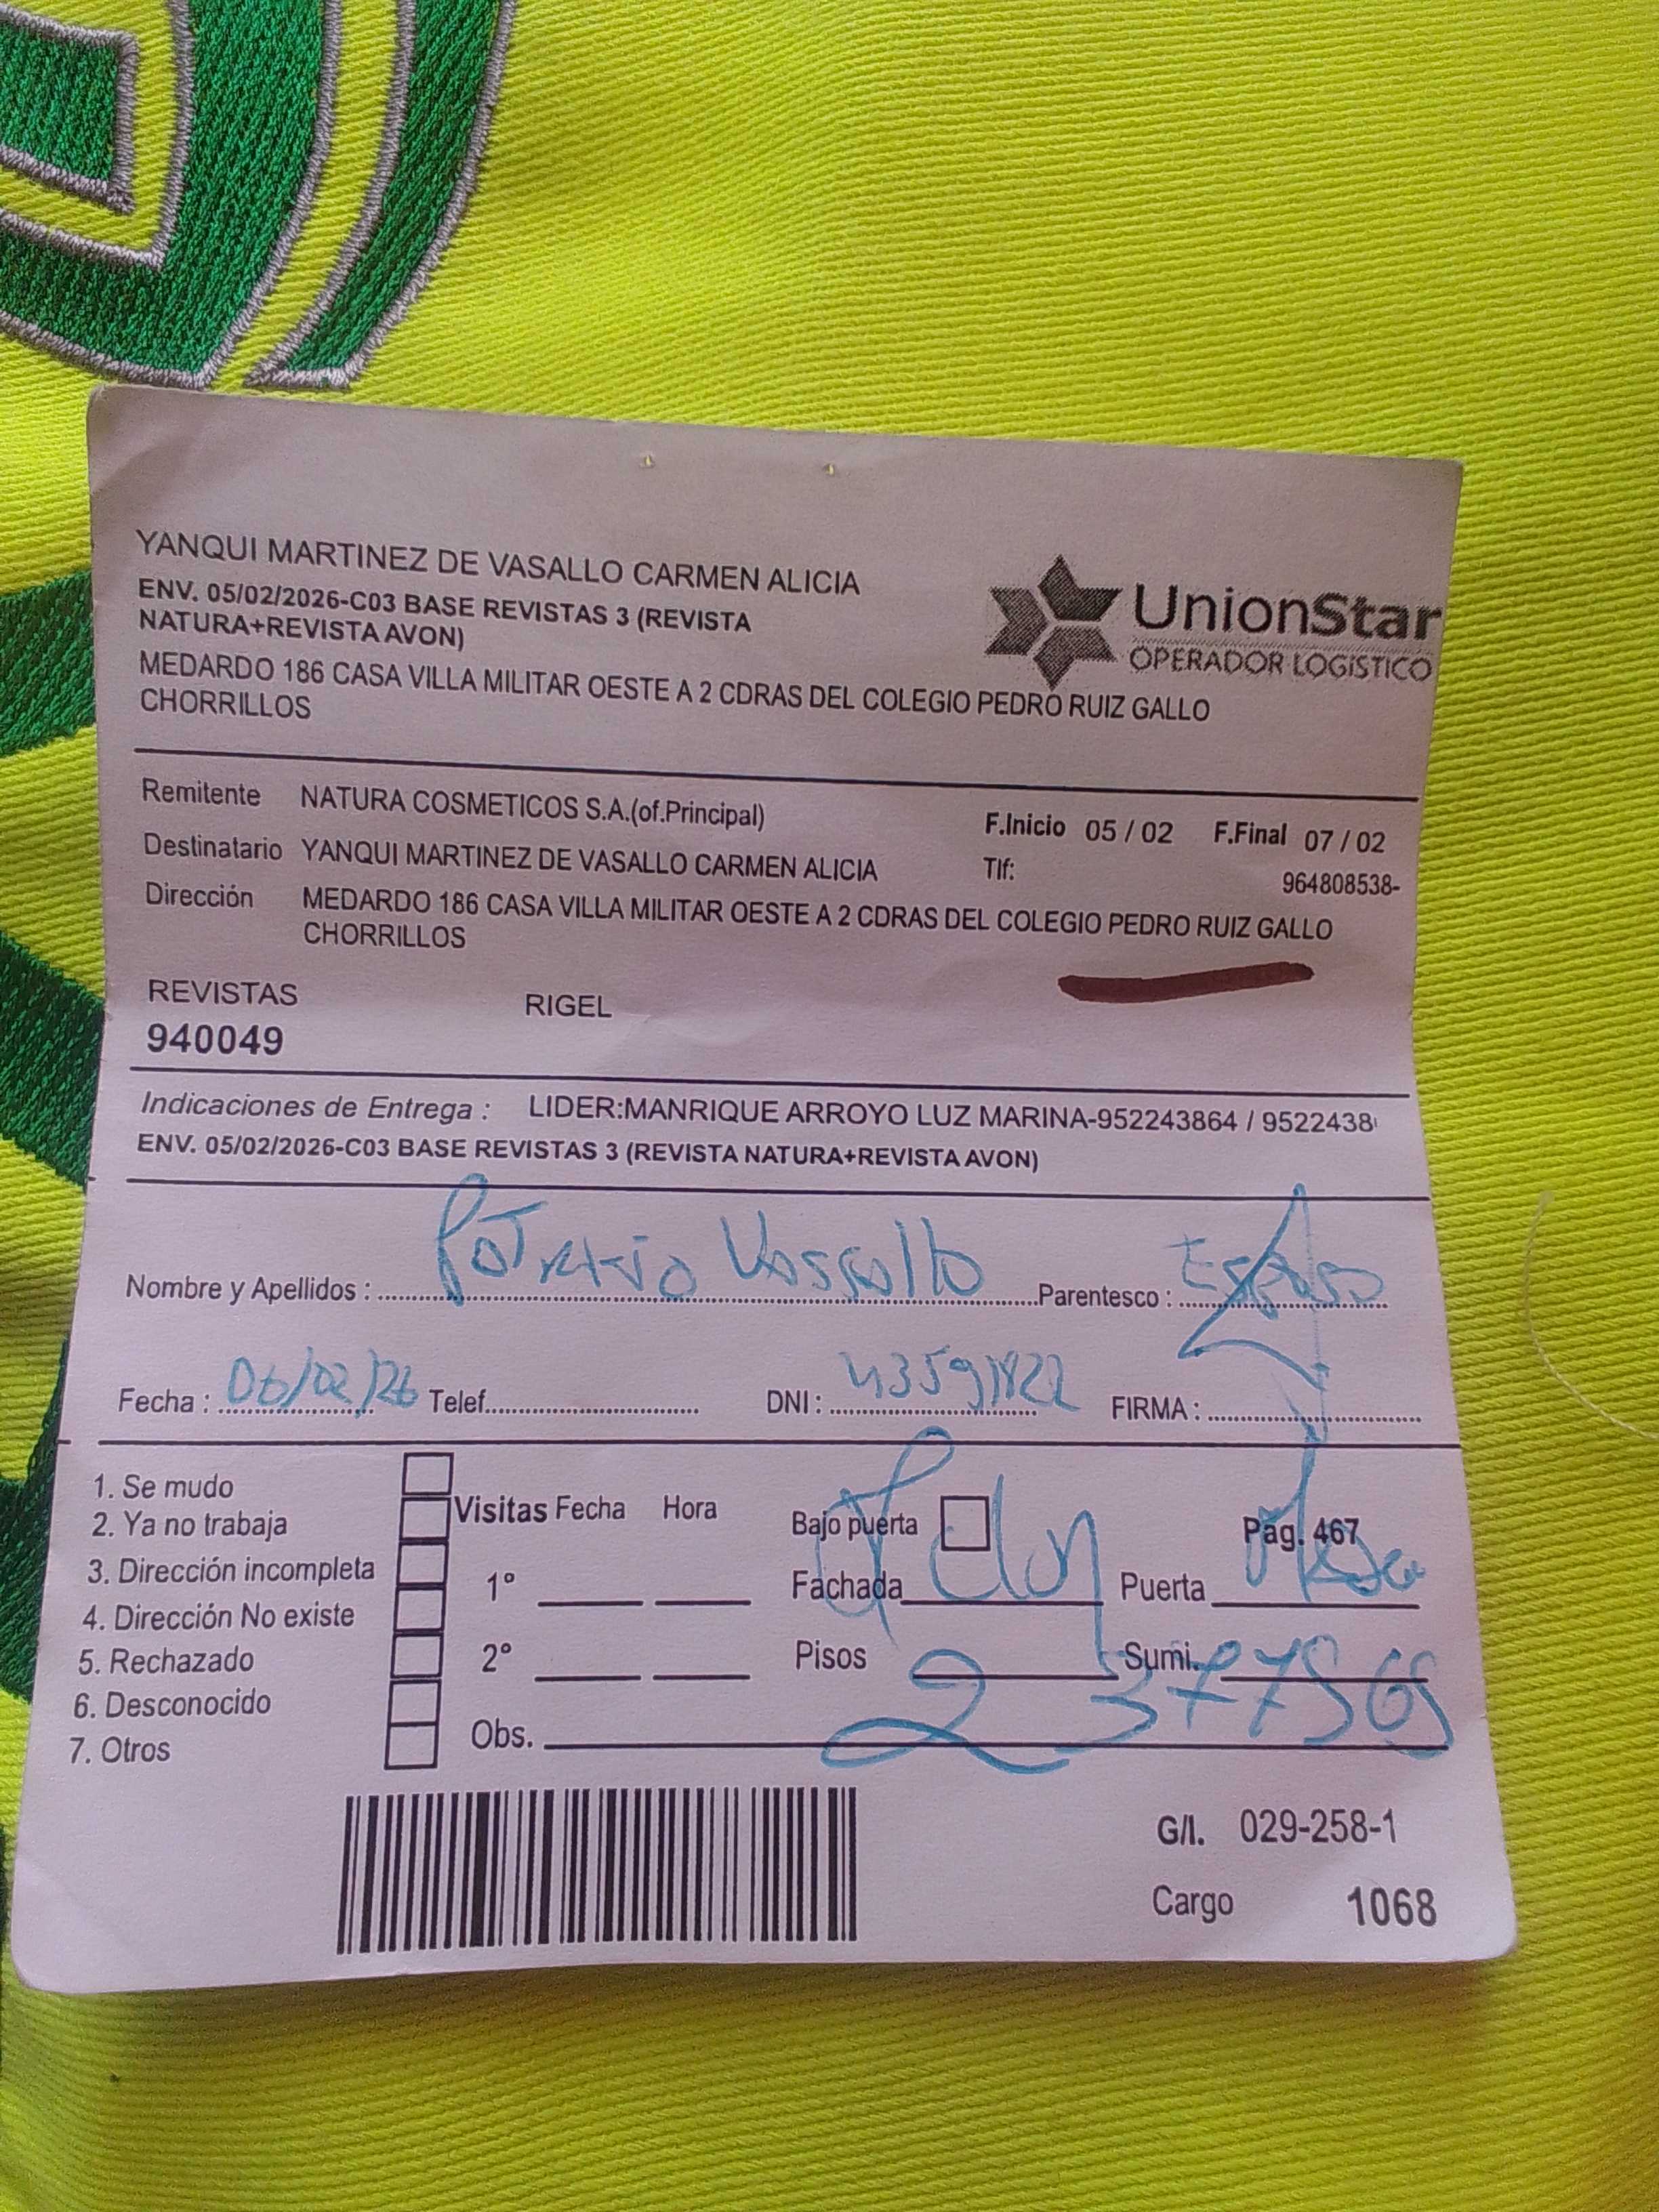 YANQUI MARTINEZ DE VASALLO CARMEN ALICIA
ENV. 05/02/2026-C03 BASE REVISTAS 3 (REVISTA
NATURA+REVISTA AVON)
MEDARDO 186 CASA VILLA MILITAR OESTE A 2 CDRAS DEL COLEGIO PEDRO RUIZ GALLO
CHORRILLOS
UnionStar
OPERADOR LOGISTICO
Remitente NATURA COSMETICOS S.A.(of.Principal)
F.Inicio 05 / 02 F.Final 07 / 02
Destinatario YANQUI MARTINEZ DE VASALLO CARMEN ALICIA
Tlf: 964808538-
Dirección MEDARDO 186 CASA VILLA MILITAR OESTE A 2 CDRAS DEL COLEGIO PEDRO RUIZ GALLO
CHORRILLOS
REVISTAS RIGEL
940049
Indicaciones de Entrega : LIDER:MANRIQUE ARROYO LUZ MARINA-952243864 / 9522438
ENV. 05/02/2026-C03 BASE REVISTAS 3 (REVISTA NATURA+REVISTA AVON)
Nombre y Apellidos : Vassallo Parentesco : Esposo
Fecha : 06/02/26 Telef. DNI : FIRMA :
1. Se mudo
2. Ya no trabaja
3. Dirección incompleta
4. Dirección No existe
5. Rechazado
6. Desconocido
7. Otros
Visitas Fecha Hora
1°
2°
Obs.
Bajo puerta Pag. 467
Fachada Puerta
Pisos Sumi.
G/I. 029-258-1
Cargo 1068